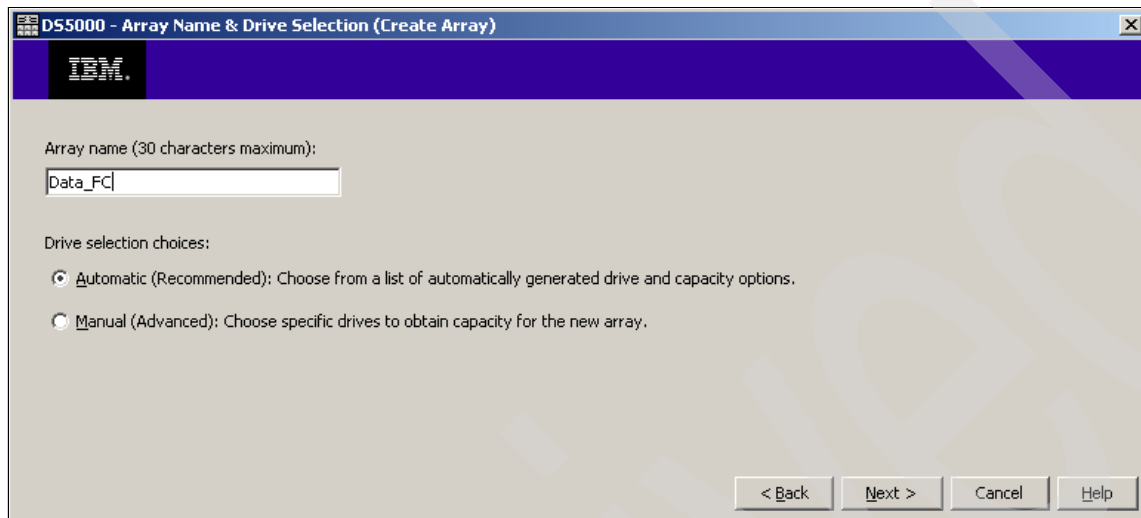 DS5000 - Array Name & Drive Selection (Create Array)
IBM.
Array name (30 characters maximum):
Data_FC
Drive selection choices:
Automatic (Recommended): Choose from a list of automatically generated drive and capacity options.
Manual (Advanced): Choose specific drives to obtain capacity for the new array.
< Back Next > Cancel Help